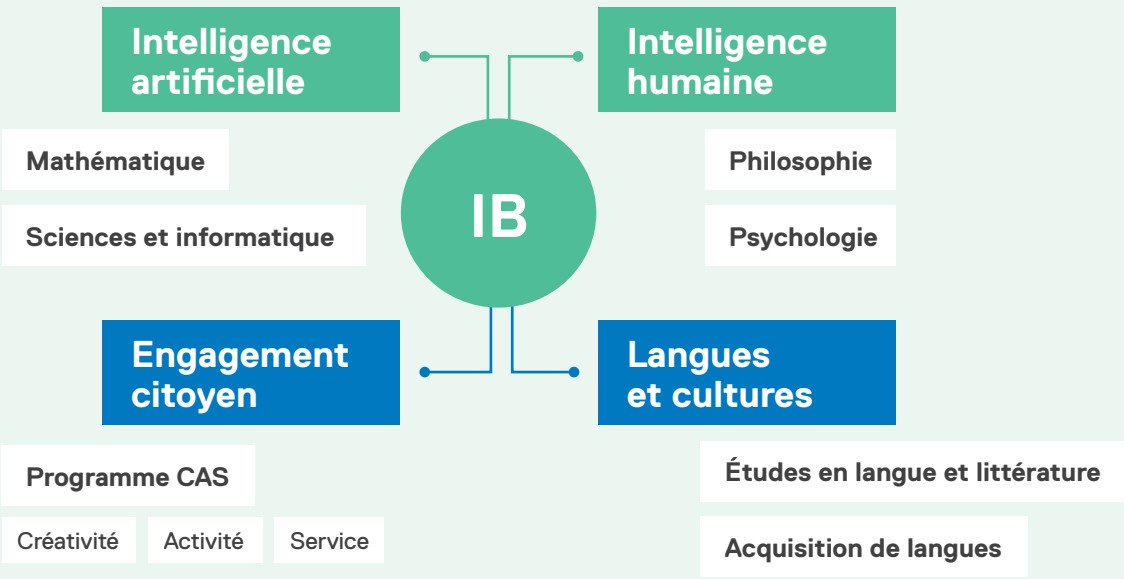 Intelligence
artificielle
Mathématique
Sciences et informatique
IB
Intelligence
humaine
Philosophie
Psychologie
Engagement
citoyen
Programme CAS
Créativité
Activité
Service
Langues
et cultures
Études en langue et littérature
Acquisition de langues